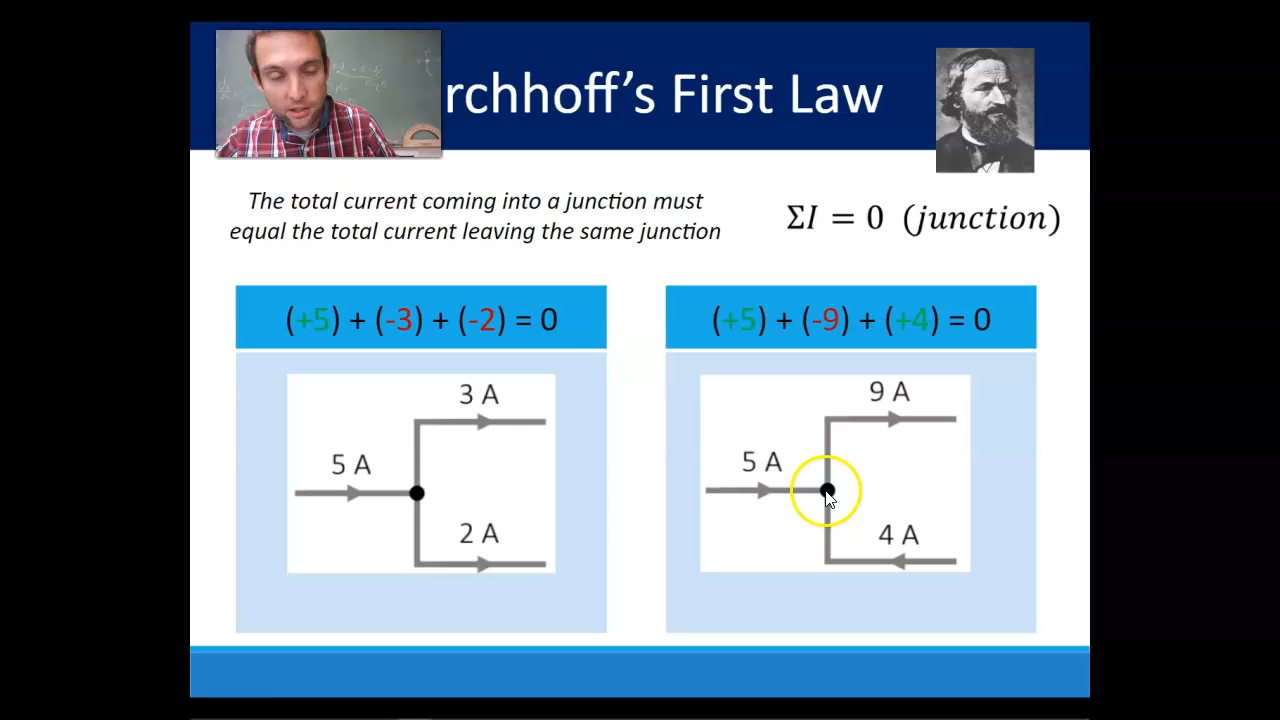 rchhoff’s First Law
The total current coming into a junction must
equal the total current leaving the same junction
ΣI = 0 (junction)
(+5) + (-3) + (-2) = 0
3 A
5 A
2 A
(+5) + (-9) + (+4) = 0
9 A
5 A
4 A